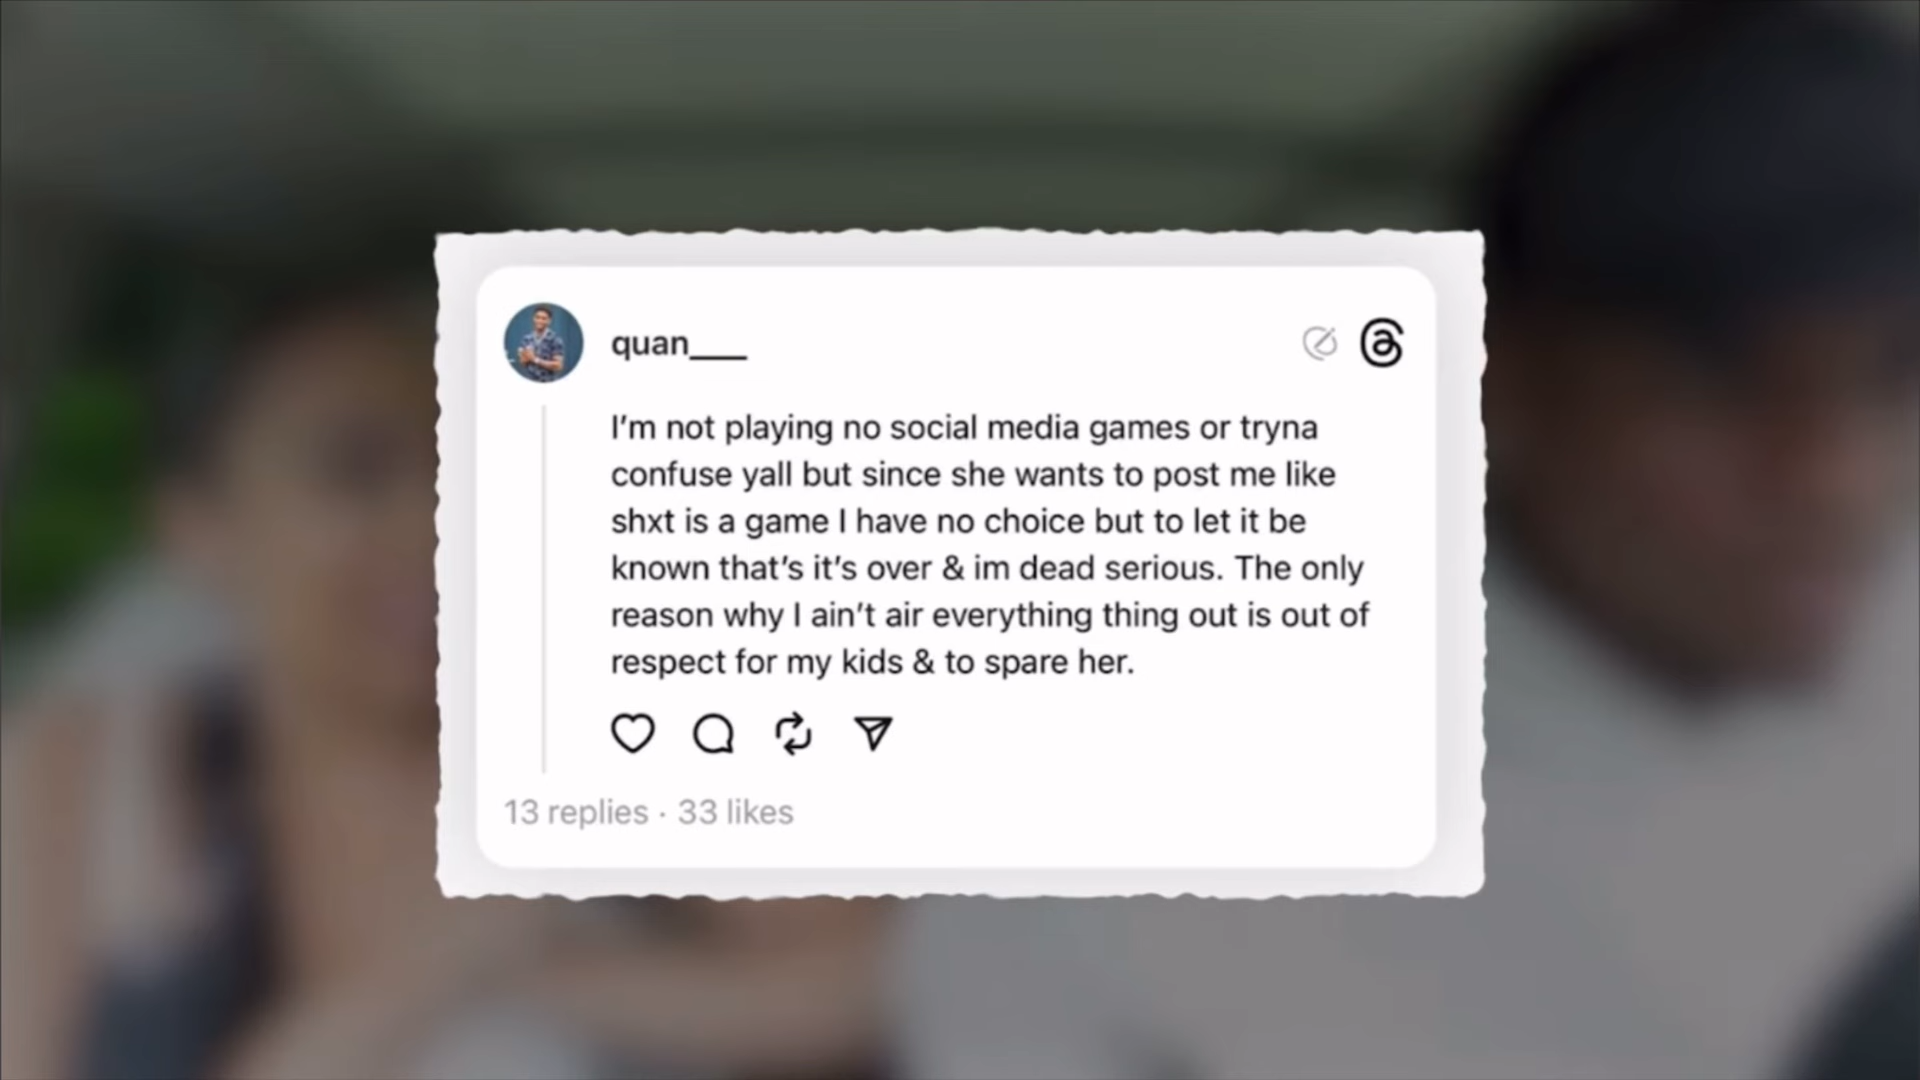 quan___
I’m not playing no social media games or tryna
confuse yall but since she wants to post me like
shxt is a game I have no choice but to let it be
known that’s it’s over & im dead serious. The only
reason why I ain’t air everything thing out is out of
respect for my kids & to spare her.
13 replies · 33 likes